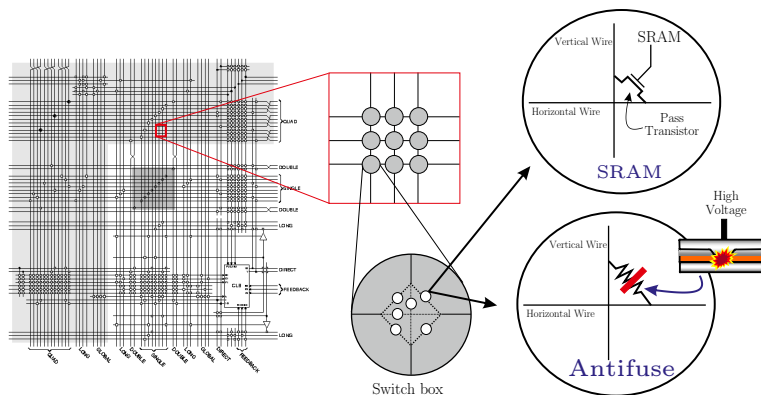 QUAD
DOUBLE
SINGLE
DOUBLE
LONG
DIRECT
FEEDBACK
CLB
LONG
QUAD
LONG
GLOBAL
LONG
DOUBLE
SINGLE
DOUBLE
LONG
GLOBAL
DIRECT
FEEDBACK
Switch box
Vertical Wire
SRAM
Horizontal Wire
Pass
Transistor
SRAM
High
Voltage
Vertical Wire
Horizontal Wire
Antifuse